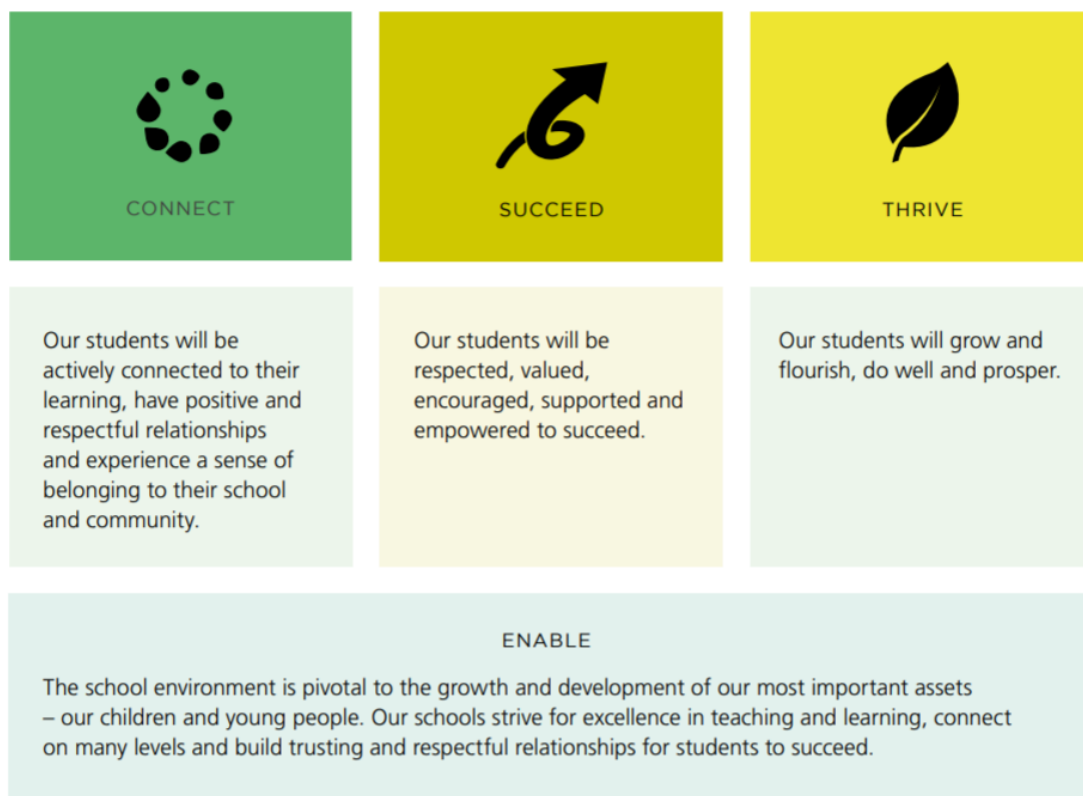 CONNECT
SUCCEED
THRIVE
Our students will be
actively connected to their
learning, have positive and
respectful relationships
and experience a sense of
belonging to their school
and community.
Our students will be
respected, valued,
encouraged, supported and
empowered to succeed.
Our students will grow and
flourish, do well and prosper.
ENABLE
The school environment is pivotal to the growth and development of our most important assets
– our children and young people. Our schools strive for excellence in teaching and learning, connect
on many levels and build trusting and respectful relationships for students to succeed.